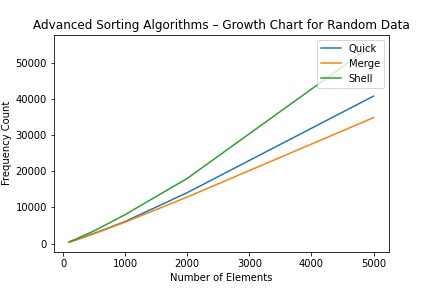 Advanced Sorting Algorithms – Growth Chart for Random Data
Quick
Merge
Shell
50000
40000
30000
20000
10000
0
Frequency Count
0
1000
2000
3000
4000
5000
Number of Elements